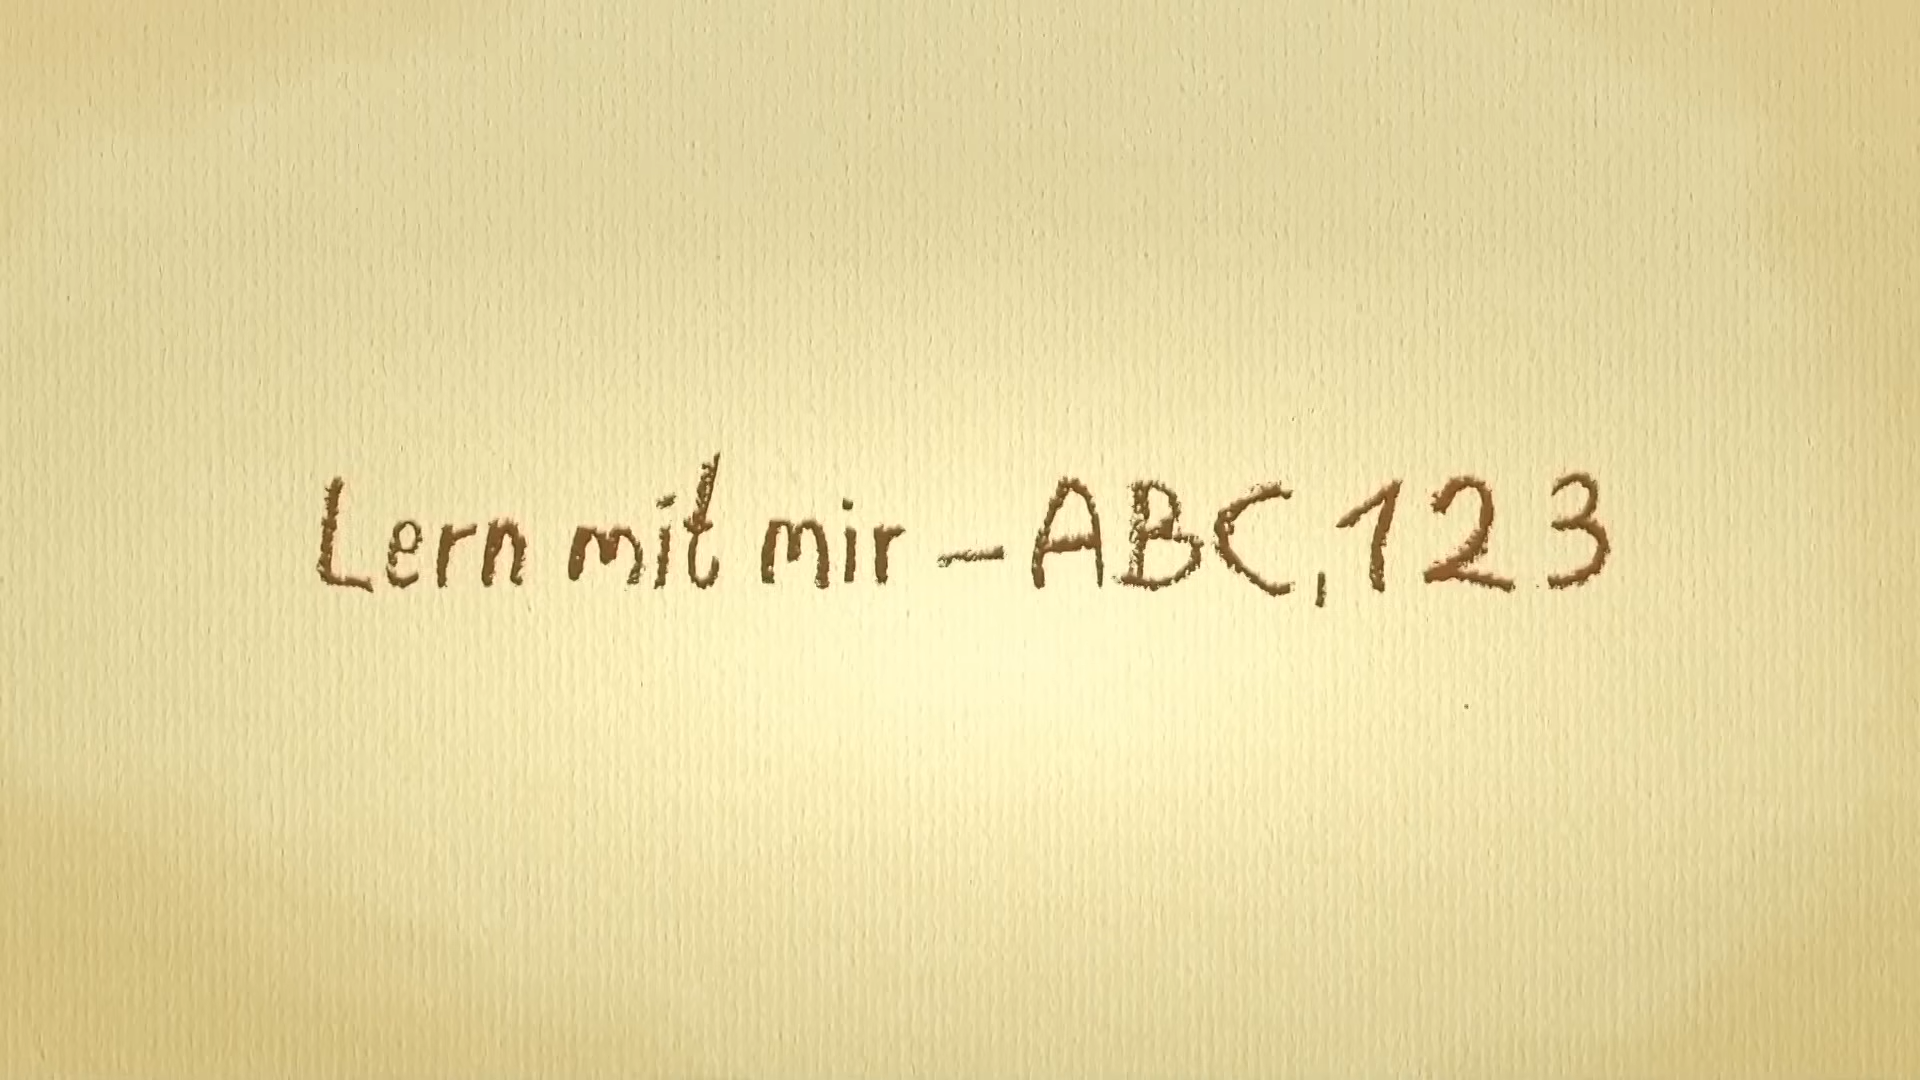 Lern mit mir – ABC, 123